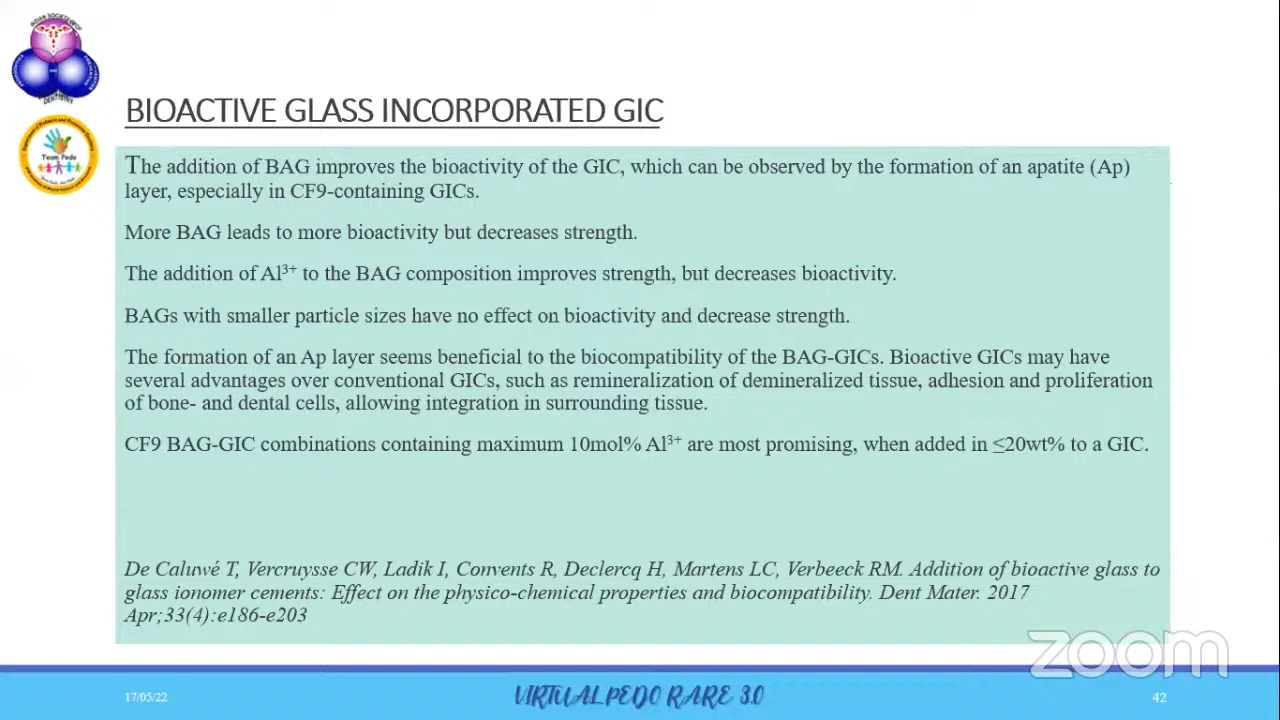 INDIAN SOCIETY OF
DENTISTRY
Team Pedo
BIOACTIVE GLASS INCORPORATED GIC
The addition of BAG improves the bioactivity of the GIC, which can be observed by the formation of an apatite (Ap)
layer, especially in CF9-containing GICs.
More BAG leads to more bioactivity but decreases strength.
The addition of Al³⁺ to the BAG composition improves strength, but decreases bioactivity.
BAGs with smaller particle sizes have no effect on bioactivity and decrease strength.
The formation of an Ap layer seems beneficial to the biocompatibility of the BAG-GICs. Bioactive GICs may have
several advantages over conventional GICs, such as remineralization of demineralized tissue, adhesion and proliferation
of bone- and dental cells, allowing integration in surrounding tissue.
CF9 BAG-GIC combinations containing maximum 10mol% Al³⁺ are most promising, when added in ≤20wt% to a GIC.
De Caluwé T, Vercruysse CW, Ladik I, Convents R, Declercq H, Martens LC, Verbeeck RM. Addition of bioactive glass to
glass ionomer cements: Effect on the physico-chemical properties and biocompatibility. Dent Mater. 2017
Apr;33(4):e186-e203
zoom
17/05/22
VIRTUAL PEDO RARE 3.0
42